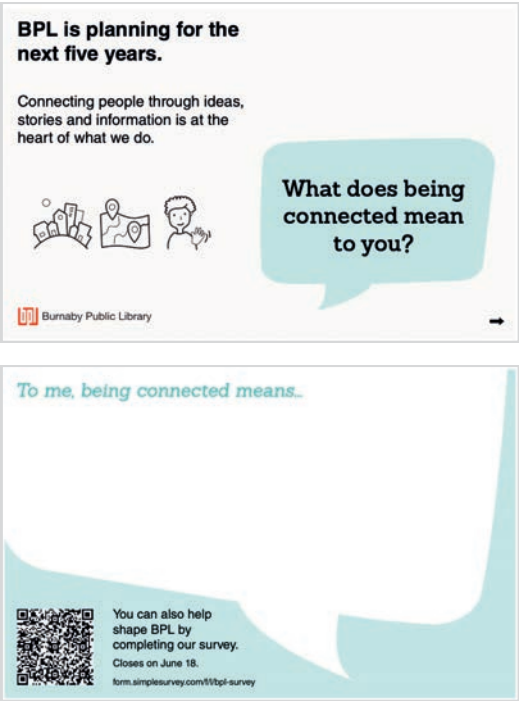 BPL is planning for the
next five years.
Connecting people through ideas,
stories and information is at the
heart of what we do.
What does being
connected mean
to you?
bpl Burnaby Public Library
To me, being connected means...
You can also help
shape BPL by
completing our survey.
Closes on June 18.
form.simplesurvey.com/f/l/bpl-survey